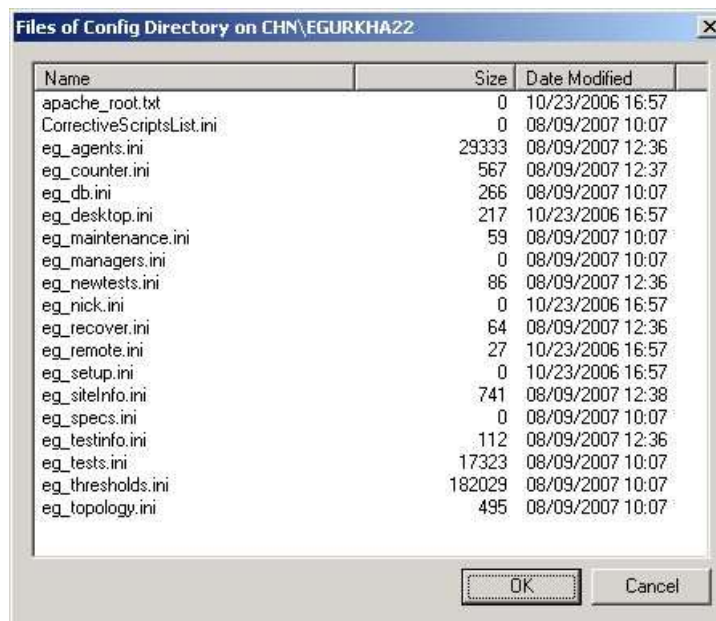 Files of Config Directory on CHN\EGURKHA22
Name Size Date Modified
apache_root.txt 0 10/23/2006 16:57
CorrectiveScriptsList.ini 0 08/09/2007 10:07
eg_agents.ini 29333 08/09/2007 12:36
eg_counter.ini 567 08/09/2007 12:37
eg_db.ini 266 08/09/2007 10:07
eg_desktop.ini 217 10/23/2006 16:57
eg_maintenance.ini 59 08/09/2007 10:07
eg_managers.ini 0 08/09/2007 10:07
eg_newtests.ini 86 08/09/2007 12:36
eg_nick.ini 0 10/23/2006 16:57
eg_recover.ini 64 08/09/2007 12:36
eg_remote.ini 27 10/23/2006 16:57
eg_setup.ini 0 10/23/2006 16:57
eg_siteInfo.ini 741 08/09/2007 12:38
eg_specs.ini 0 08/09/2007 10:07
eg_testinfo.ini 112 08/09/2007 12:36
eg_tests.ini 17323 08/09/2007 10:07
eg_thresholds.ini 182029 08/09/2007 10:07
eg_topology.ini 495 08/09/2007 10:07
OK Cancel